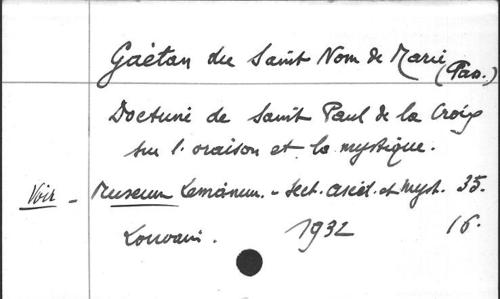 Gaétan du Saint Nom de Marie
(Pas.)
Doctrine de Saint Paul de la Croix
sur l'oraison et la mystique.
Voir - Museum Lessianum. - Sect. ascét. et Myst. 35.
Louvain. 1932 16.